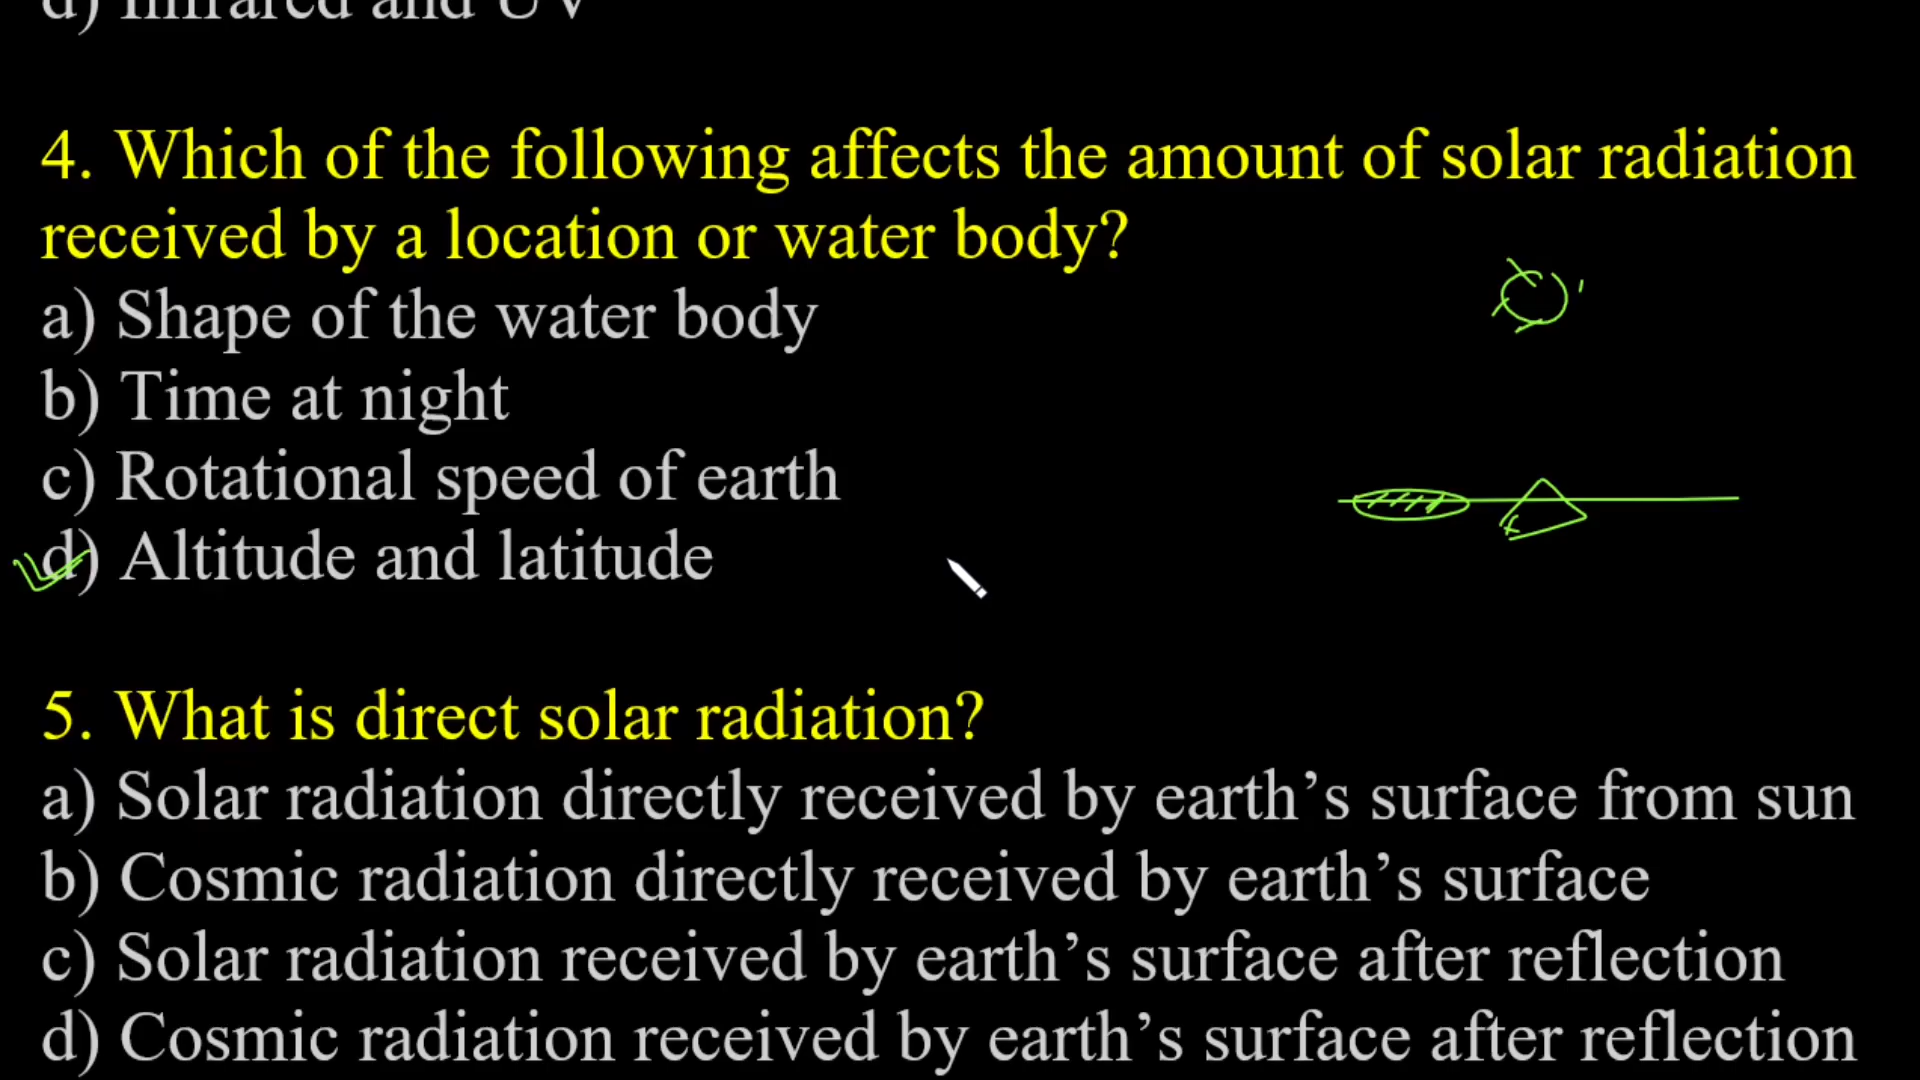 d) Infrared and UV
4. Which of the following affects the amount of solar radiation
received by a location or water body?
a) Shape of the water body
b) Time at night
c) Rotational speed of earth
d) Altitude and latitude
5. What is direct solar radiation?
a) Solar radiation directly received by earth’s surface from sun
b) Cosmic radiation directly received by earth’s surface
c) Solar radiation received by earth’s surface after reflection
d) Cosmic radiation received by earth’s surface after reflection